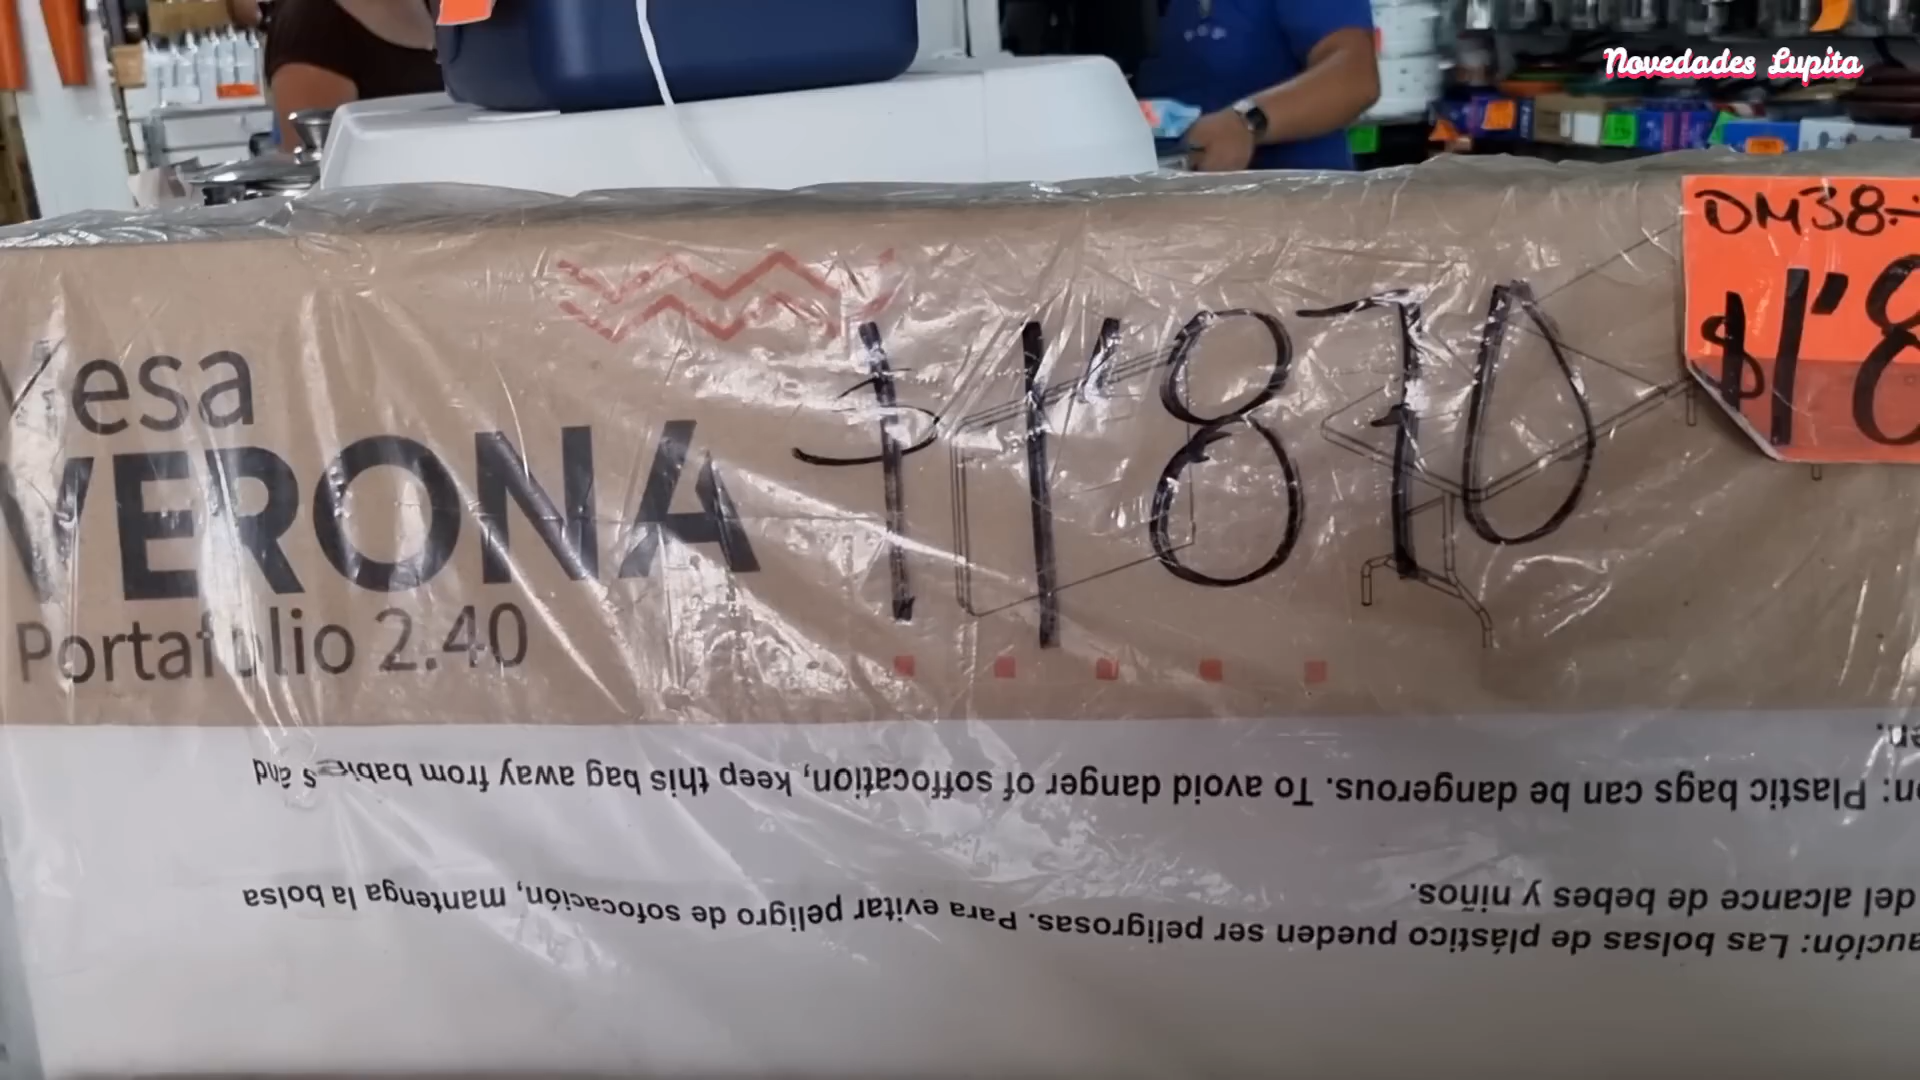 Novedades Lupita
DM38-
$1'8
$1'870
esa
VERONA
Portafolio 2.40
en.
n: Plastic bags can be dangerous. To avoid danger of soffocation, keep this bag away from babies and
del alcance de bebes y niños.
aución: Las bolsas de plástico pueden ser peligrosas. Para evitar peligro de sofocación, mantenga la bolsa